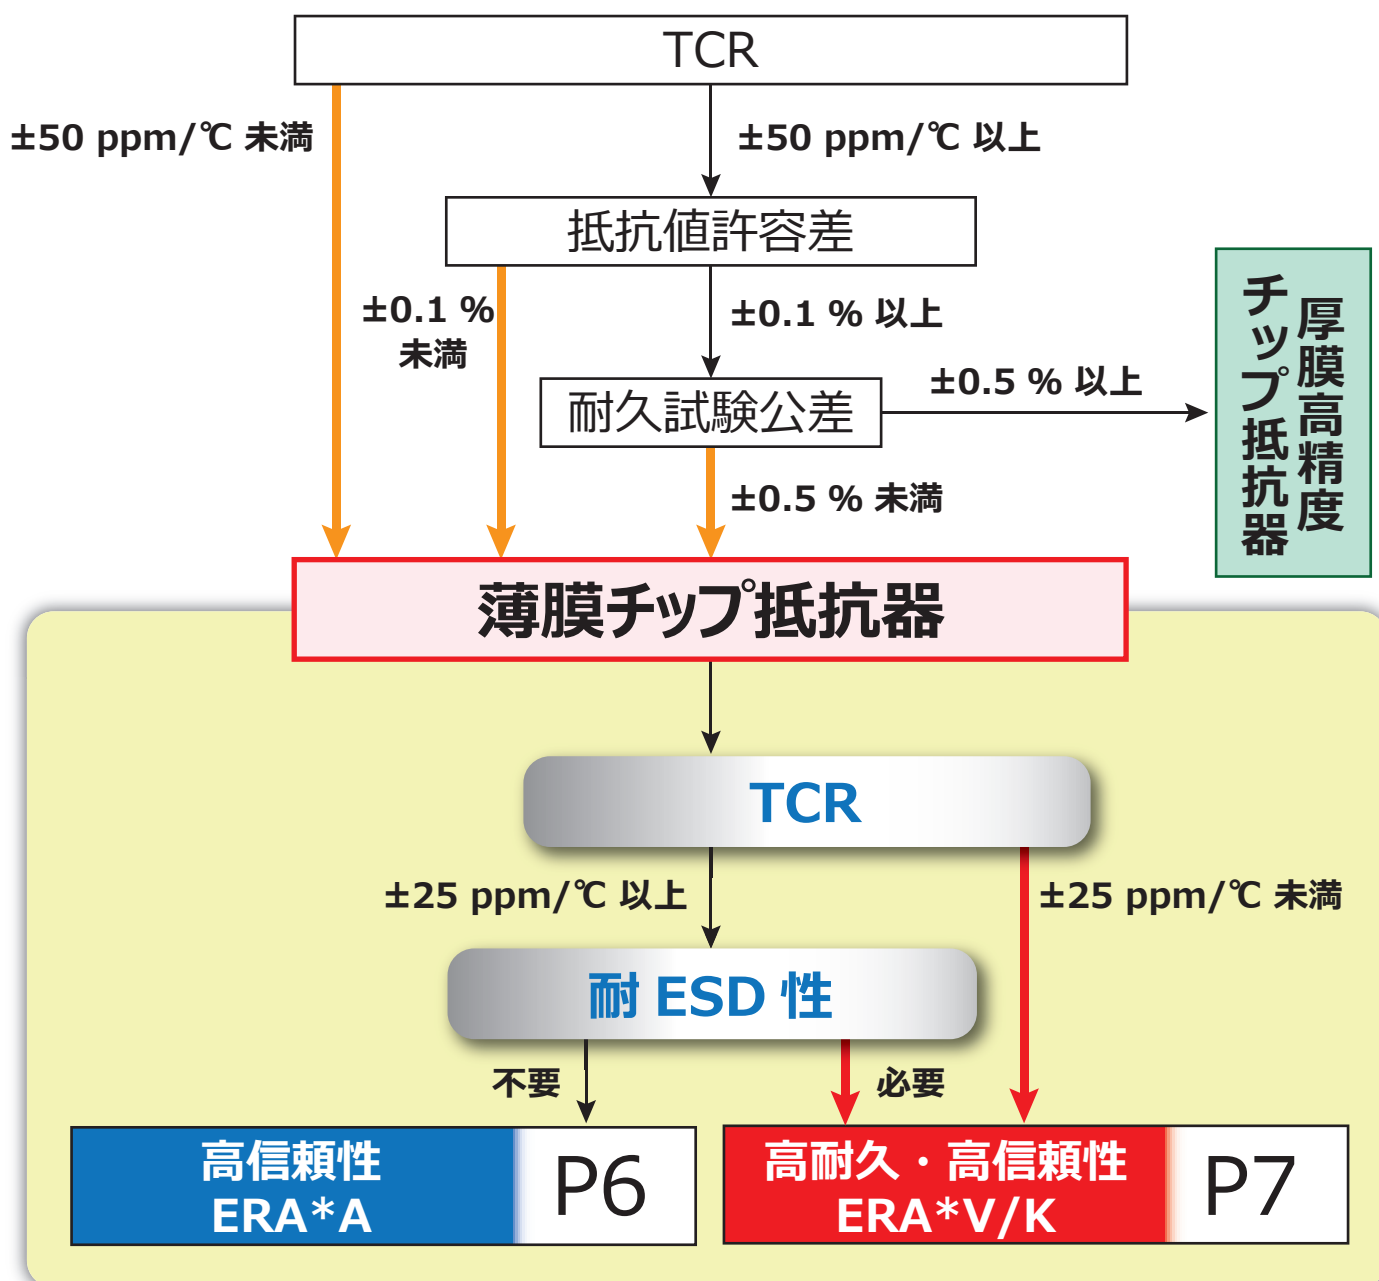 TCR
±50 ppm/℃ 未満
±50 ppm/℃ 以上
抵抗値許容差
±0.1 %
未満
±0.1 % 以上
耐久試験公差
±0.5 % 以上
厚膜高精度
チップ抵抗器
±0.5 % 未満
薄膜チップ抵抗器
TCR
±25 ppm/℃ 以上
±25 ppm/℃ 未満
耐 ESD 性
不要
必要
高信頼性
ERA*A
P6
高耐久・高信頼性
ERA*V/K
P7